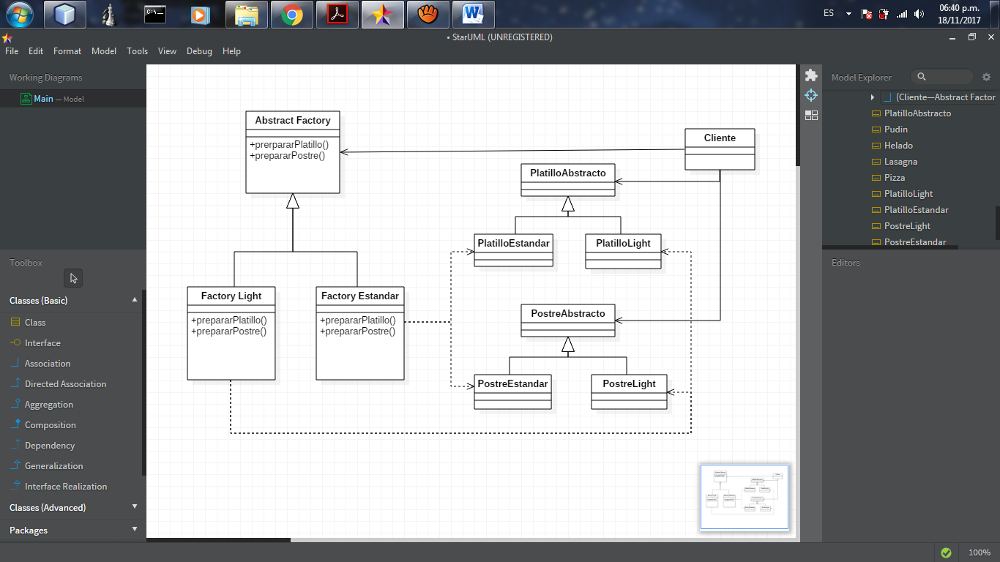 C:\_
ES
06:40 p.m.
18/11/2017
• StarUML (UNREGISTERED)
File Edit Format Model Tools View Debug Help
Working Diagrams
Main — Model
Toolbox
Classes (Basic)
Class
Interface
Association
Directed Association
Aggregation
Composition
Dependency
Generalization
Interface Realization
Classes (Advanced)
Packages
Abstract Factory
+prerpararPlatillo()
+prepararPostre()
Cliente
PlatilloAbstracto
PlatilloEstandar
PlatilloLight
Factory Light
+prepararPlatillo()
+prepararPostre()
Factory Estandar
+prepararPlatillo()
+prepararPostre()
PostreAbstracto
PostreEstandar
PostreLight
Model Explorer
(Cliente—Abstract Factor
PlatilloAbstracto
Pudin
Helado
Lasagna
Pizza
PlatilloLight
PlatilloEstandar
PostreLight
PostreEstandar
Editors
100%